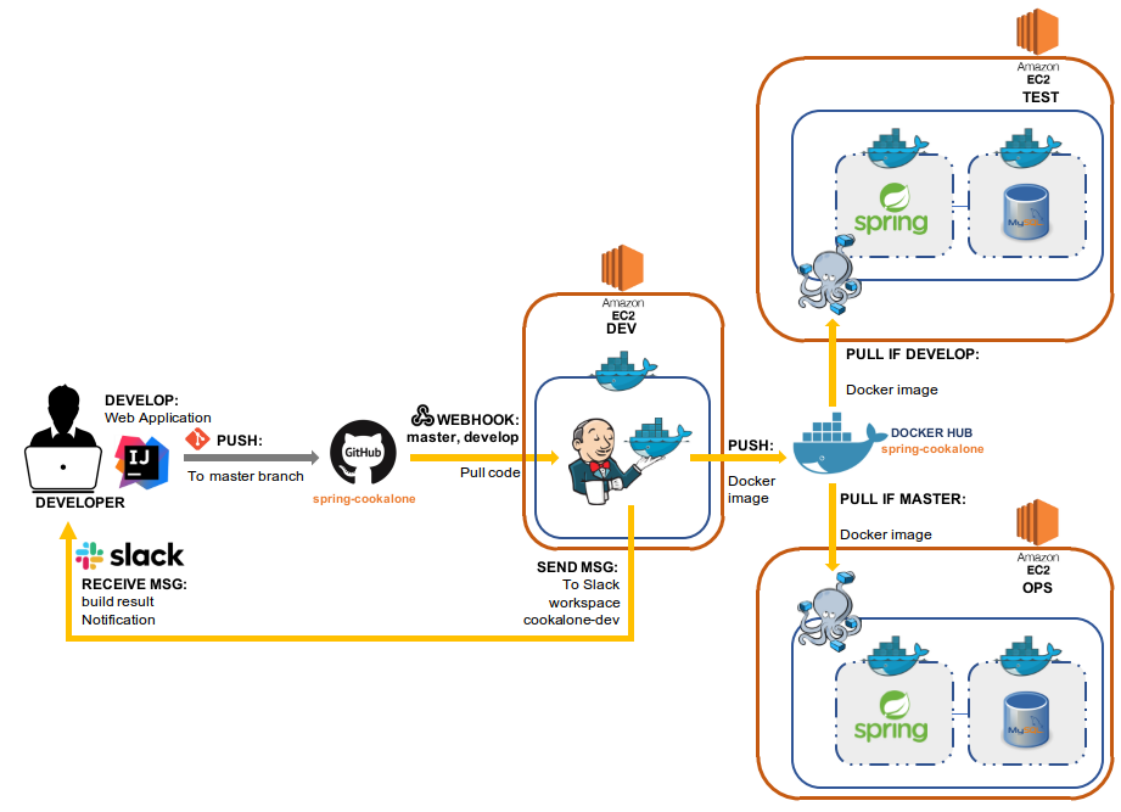 Amazon
EC2
TEST
spring
MySQL
PULL IF DEVELOP:
Docker image
Amazon
EC2
DEV
DEVELOP:
Web Application
IJ
PUSH:
To master branch
DEVELOPER
GitHub
spring-cookalone
WEBHOOK:
master, develop
Pull code
PUSH:
Docker
image
DOCKER HUB
spring-cookalone
PULL IF MASTER:
Docker image
slack
RECEIVE MSG:
build result
Notification
SEND MSG:
To Slack
workspace
cookalone-dev
Amazon
EC2
OPS
spring
MySQL